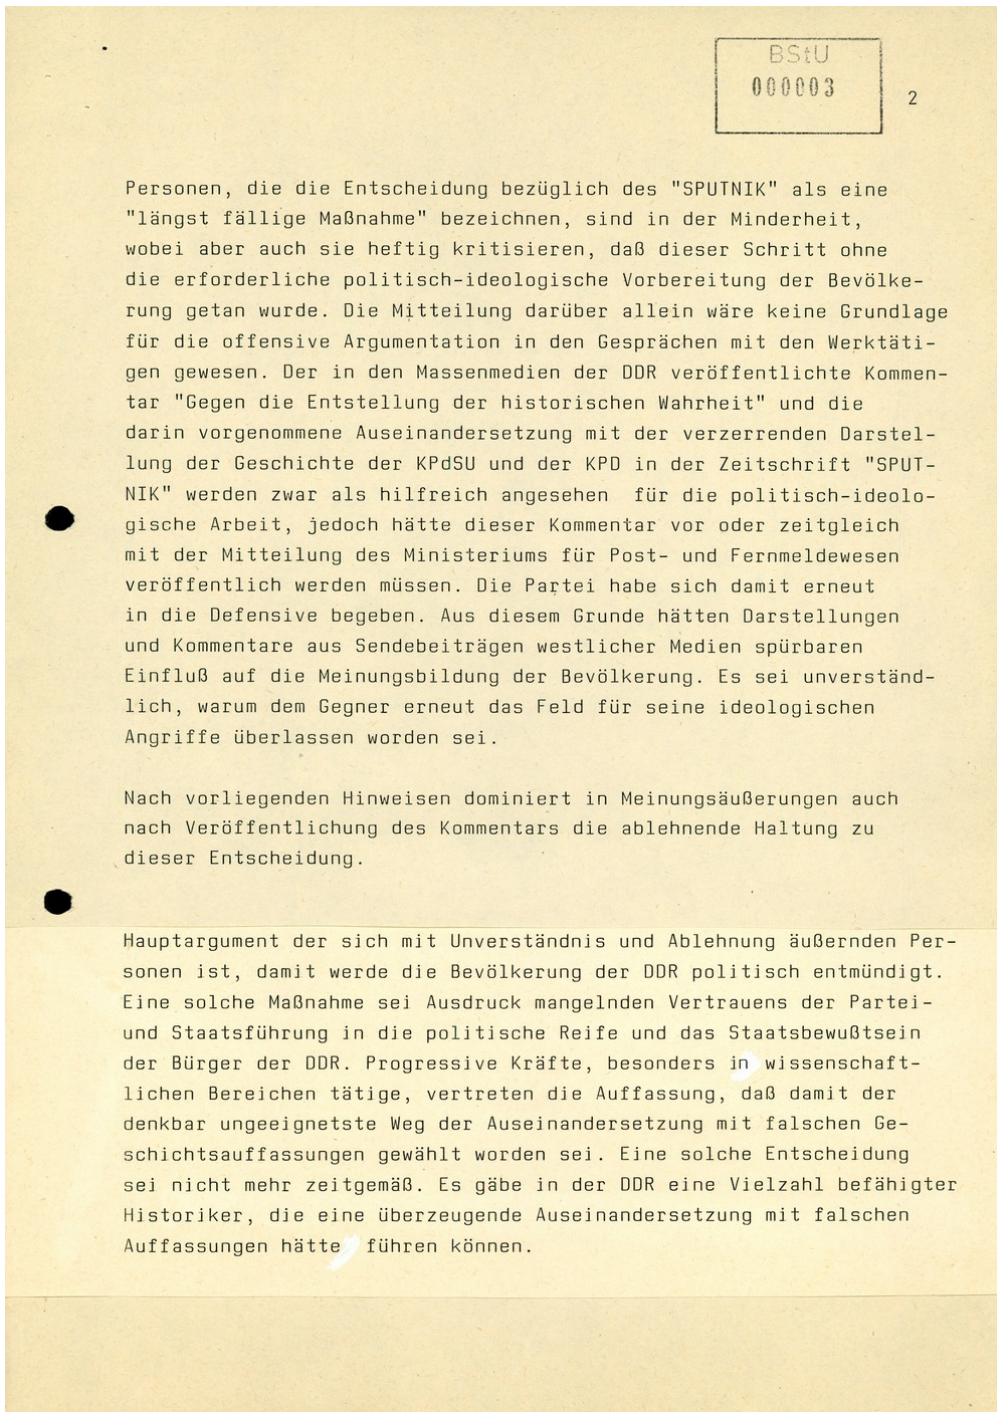 BStU
000003
2
Personen, die die Entscheidung bezüglich des "SPUTNIK" als eine
"längst fällige Maßnahme" bezeichnen, sind in der Minderheit,
wobei aber auch sie heftig kritisieren, daß dieser Schritt ohne
die erforderliche politisch-ideologische Vorbereitung der Bevölke-
rung getan wurde. Die Mitteilung darüber allein wäre keine Grundlage
für die offensive Argumentation in den Gesprächen mit den Werktäti-
gen gewesen. Der in den Massenmedien der DDR veröffentlichte Kommen-
tar "Gegen die Entstellung der historischen Wahrheit" und die
darin vorgenommene Auseinandersetzung mit der verzerrenden Darstel-
lung der Geschichte der KPdSU und der KPD in der Zeitschrift "SPUT-
NIK" werden zwar als hilfreich angesehen für die politisch-ideolo-
gische Arbeit, jedoch hätte dieser Kommentar vor oder zeitgleich
mit der Mitteilung des Ministeriums für Post- und Fernmeldewesen
veröffentlich werden müssen. Die Partei habe sich damit erneut
in die Defensive begeben. Aus diesem Grunde hätten Darstellungen
und Kommentare aus Sendebeiträgen westlicher Medien spürbaren
Einfluß auf die Meinungsbildung der Bevölkerung. Es sei unverständ-
lich, warum dem Gegner erneut das Feld für seine ideologischen
Angriffe überlassen worden sei.
Nach vorliegenden Hinweisen dominiert in Meinungsäußerungen auch
nach Veröffentlichung des Kommentars die ablehnende Haltung zu
dieser Entscheidung.
Hauptargument der sich mit Unverständnis und Ablehnung äußernden Per-
sonen ist, damit werde die Bevölkerung der DDR politisch entmündigt.
Eine solche Maßnahme sei Ausdruck mangelnden Vertrauens der Partei-
und Staatsführung in die politische Reife und das Staatsbewußtsein
der Bürger der DDR. Progressive Kräfte, besonders in wissenschaft-
lichen Bereichen tätige, vertreten die Auffassung, daß damit der
denkbar ungeeignetste Weg der Auseinandersetzung mit falschen Ge-
schichtsauffassungen gewählt worden sei. Eine solche Entscheidung
sei nicht mehr zeitgemäß. Es gäbe in der DDR eine Vielzahl befähigter
Historiker, die eine überzeugende Auseinandersetzung mit falschen
Auffassungen hätte führen können.